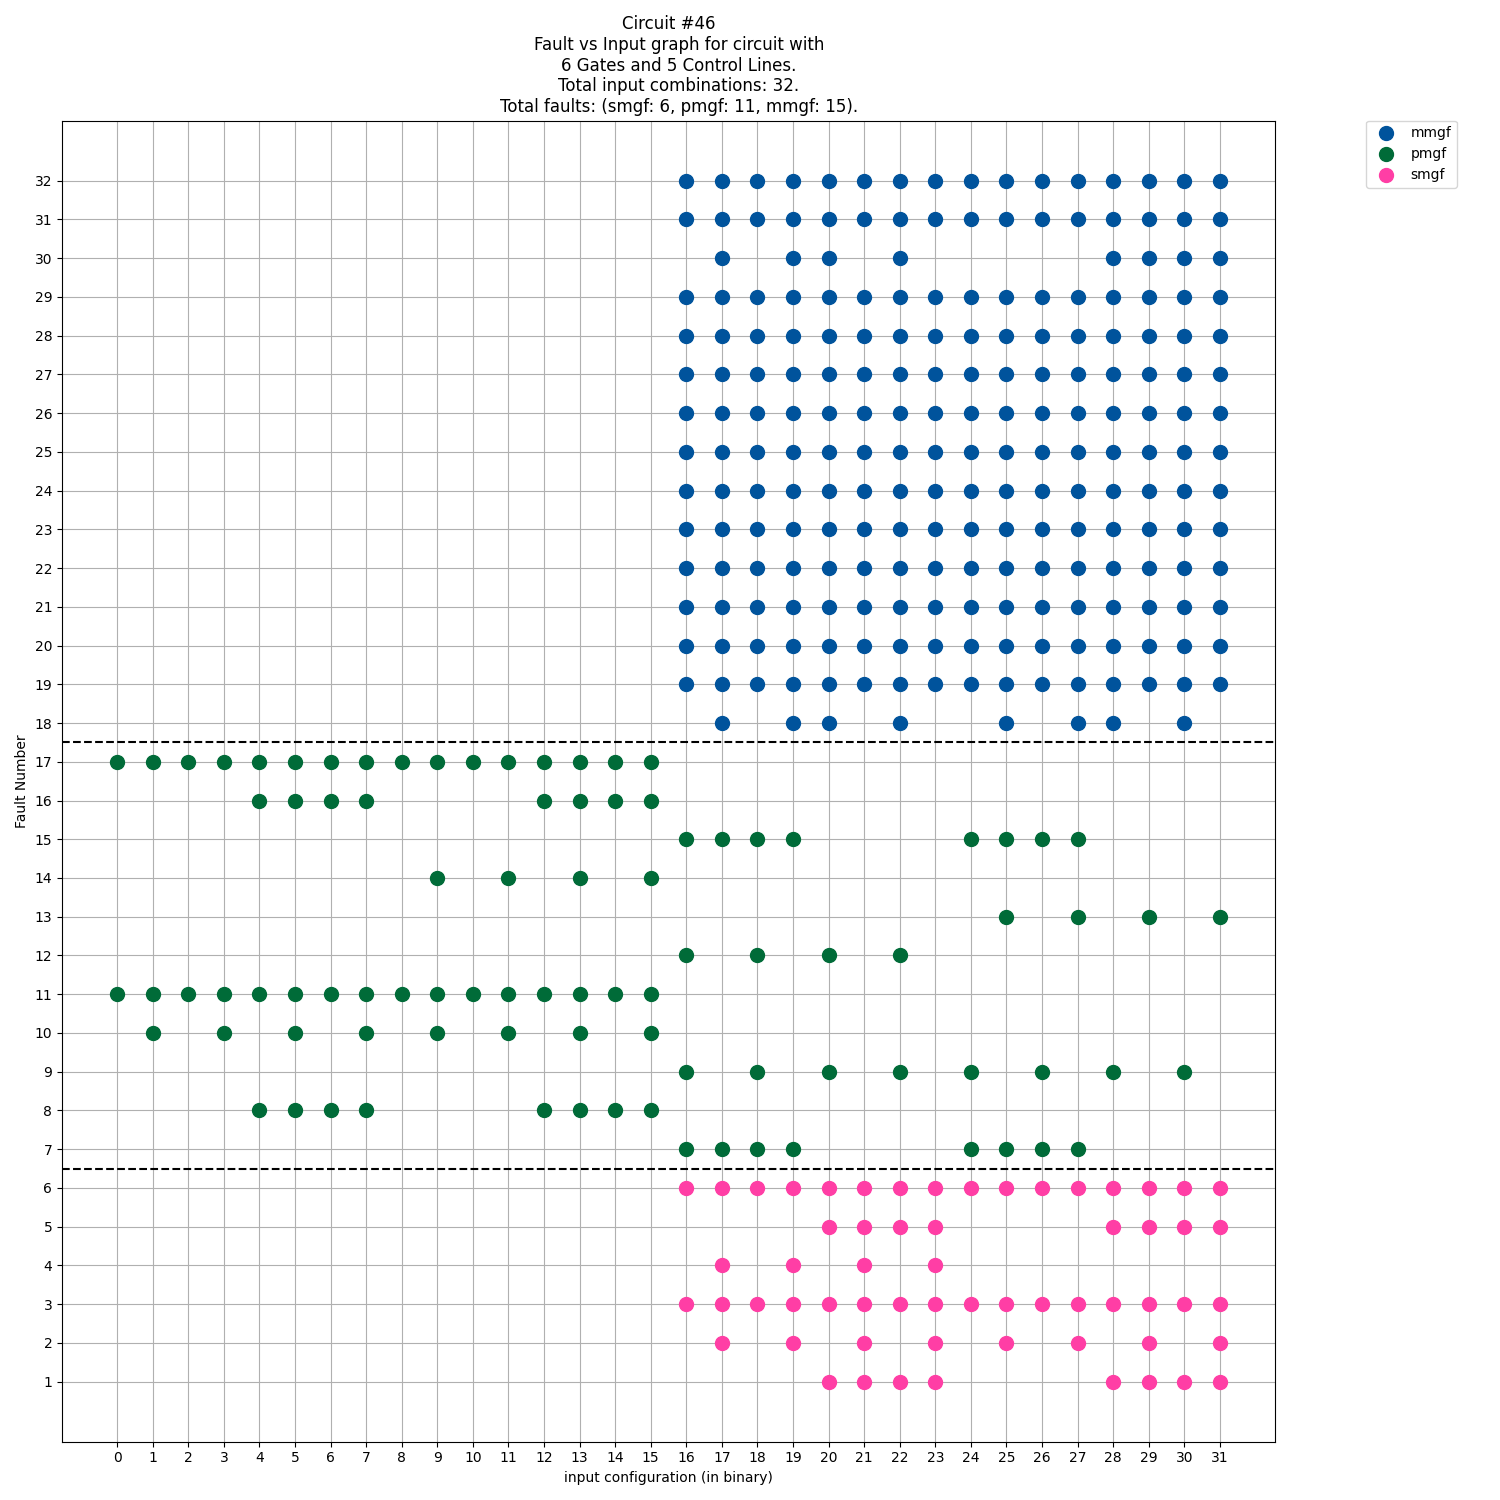 Circuit #46
Fault vs Input graph for circuit with
6 Gates and 5 Control Lines.
Total input combinations: 32.
Total faults: (smgf: 6, pmgf: 11, mmgf: 15).
mmgf
pmgf
smgf
Fault Number
32
31
30
29
28
27
26
25
24
23
22
21
20
19
18
17
16
15
14
13
12
11
10
9
8
7
6
5
4
3
2
1
0 1 2 3 4 5 6 7 8 9 10 11 12 13 14 15 16 17 18 19 20 21 22 23 24 25 26 27 28 29 30 31
input configuration (in binary)